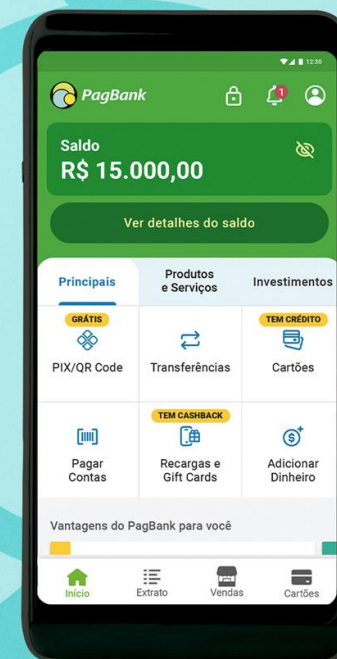 12:30
PagBank
1
Saldo
R$ 15.000,00
Ver detalhes do saldo
Principais
Produtos
e Serviços
Investimentos
GRÁTIS
PIX/QR Code
Transferências
TEM CRÉDITO
Cartões
Pagar
Contas
TEM CASHBACK
Recargas e
Gift Cards
Adicionar
Dinheiro
Vantagens do PagBank para você
Início
Extrato
Vendas
Cartões